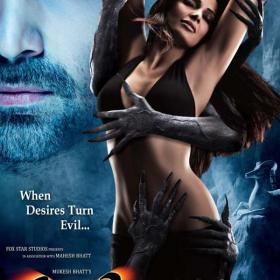 When
Desires Turn
Evil...
FOX STAR STUDIOS PRESENTS
IN ASSOCIATION WITH MAHESH BHATT
MUKESH BHATT'S